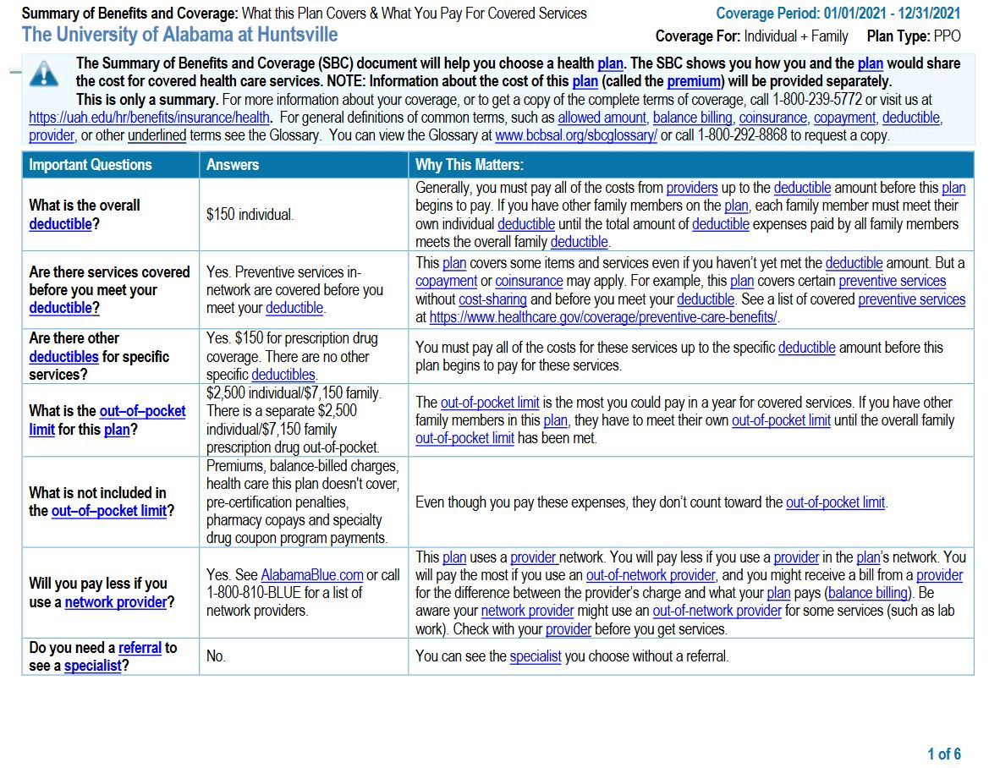 Summary of Benefits and Coverage: What this Plan Covers & What You Pay For Covered Services
Coverage Period: 01/01/2021 - 12/31/2021
The University of Alabama at Huntsville
Coverage For: Individual + Family Plan Type: PPO
The Summary of Benefits and Coverage (SBC) document will help you choose a health plan. The SBC shows you how you and the plan would share
the cost for covered health care services. NOTE: Information about the cost of this plan (called the premium) will be provided separately.
This is only a summary. For more information about your coverage, or to get a copy of the complete terms of coverage, call 1-800-239-5772 or visit us at
https://uah.edu/hr/benefits/insurance/health. For general definitions of common terms, such as allowed amount, balance billing, coinsurance, copayment, deductible,
provider, or other underlined terms see the Glossary. You can view the Glossary at www.bcbsal.org/sbcglossary/ or call 1-800-292-8868 to request a copy.
Important Questions
Answers
Why This Matters:
What is the overall
deductible?
$150 individual.
Generally, you must pay all of the costs from providers up to the deductible amount before this plan
begins to pay. If you have other family members on the plan, each family member must meet their
own individual deductible until the total amount of deductible expenses paid by all family members
meets the overall family deductible.
Are there services covered
before you meet your
deductible?
Yes. Preventive services in-
network are covered before you
meet your deductible.
This plan covers some items and services even if you haven’t yet met the deductible amount. But a
copayment or coinsurance may apply. For example, this plan covers certain preventive services
without cost-sharing and before you meet your deductible. See a list of covered preventive services
at https://www.healthcare.gov/coverage/preventive-care-benefits/.
Are there other
deductibles for specific
services?
Yes. $150 for prescription drug
coverage. There are no other
specific deductibles.
You must pay all of the costs for these services up to the specific deductible amount before this
plan begins to pay for these services.
What is the out–of–pocket
limit for this plan?
$2,500 individual/$7,150 family.
There is a separate $2,500
individual/$7,150 family
prescription drug out-of-pocket.
The out-of-pocket limit is the most you could pay in a year for covered services. If you have other
family members in this plan, they have to meet their own out-of-pocket limit until the overall family
out-of-pocket limit has been met.
What is not included in
the out–of–pocket limit?
Premiums, balance-billed charges,
health care this plan doesn't cover,
pre-certification penalties,
pharmacy copays and specialty
drug coupon program payments.
Even though you pay these expenses, they don’t count toward the out-of-pocket limit.
Will you pay less if you
use a network provider?
Yes. See AlabamaBlue.com or call
1-800-810-BLUE for a list of
network providers.
This plan uses a provider network. You will pay less if you use a provider in the plan’s network. You
will pay the most if you use an out-of-network provider, and you might receive a bill from a provider
for the difference between the provider’s charge and what your plan pays (balance billing). Be
aware your network provider might use an out-of-network provider for some services (such as lab
work). Check with your provider before you get services.
Do you need a referral to
see a specialist?
No.
You can see the specialist you choose without a referral.
1 of 6